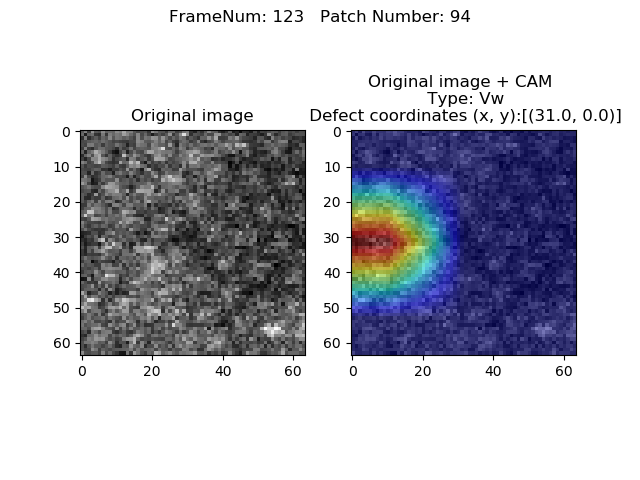 FrameNum: 123   Patch Number: 94
Original image
Original image + CAM
Type: Vw
Defect coordinates (x, y):[(31.0, 0.0)]
0
10
20
30
40
50
60
0 20 40 60
0
10
20
30
40
50
60
0 20 40 60